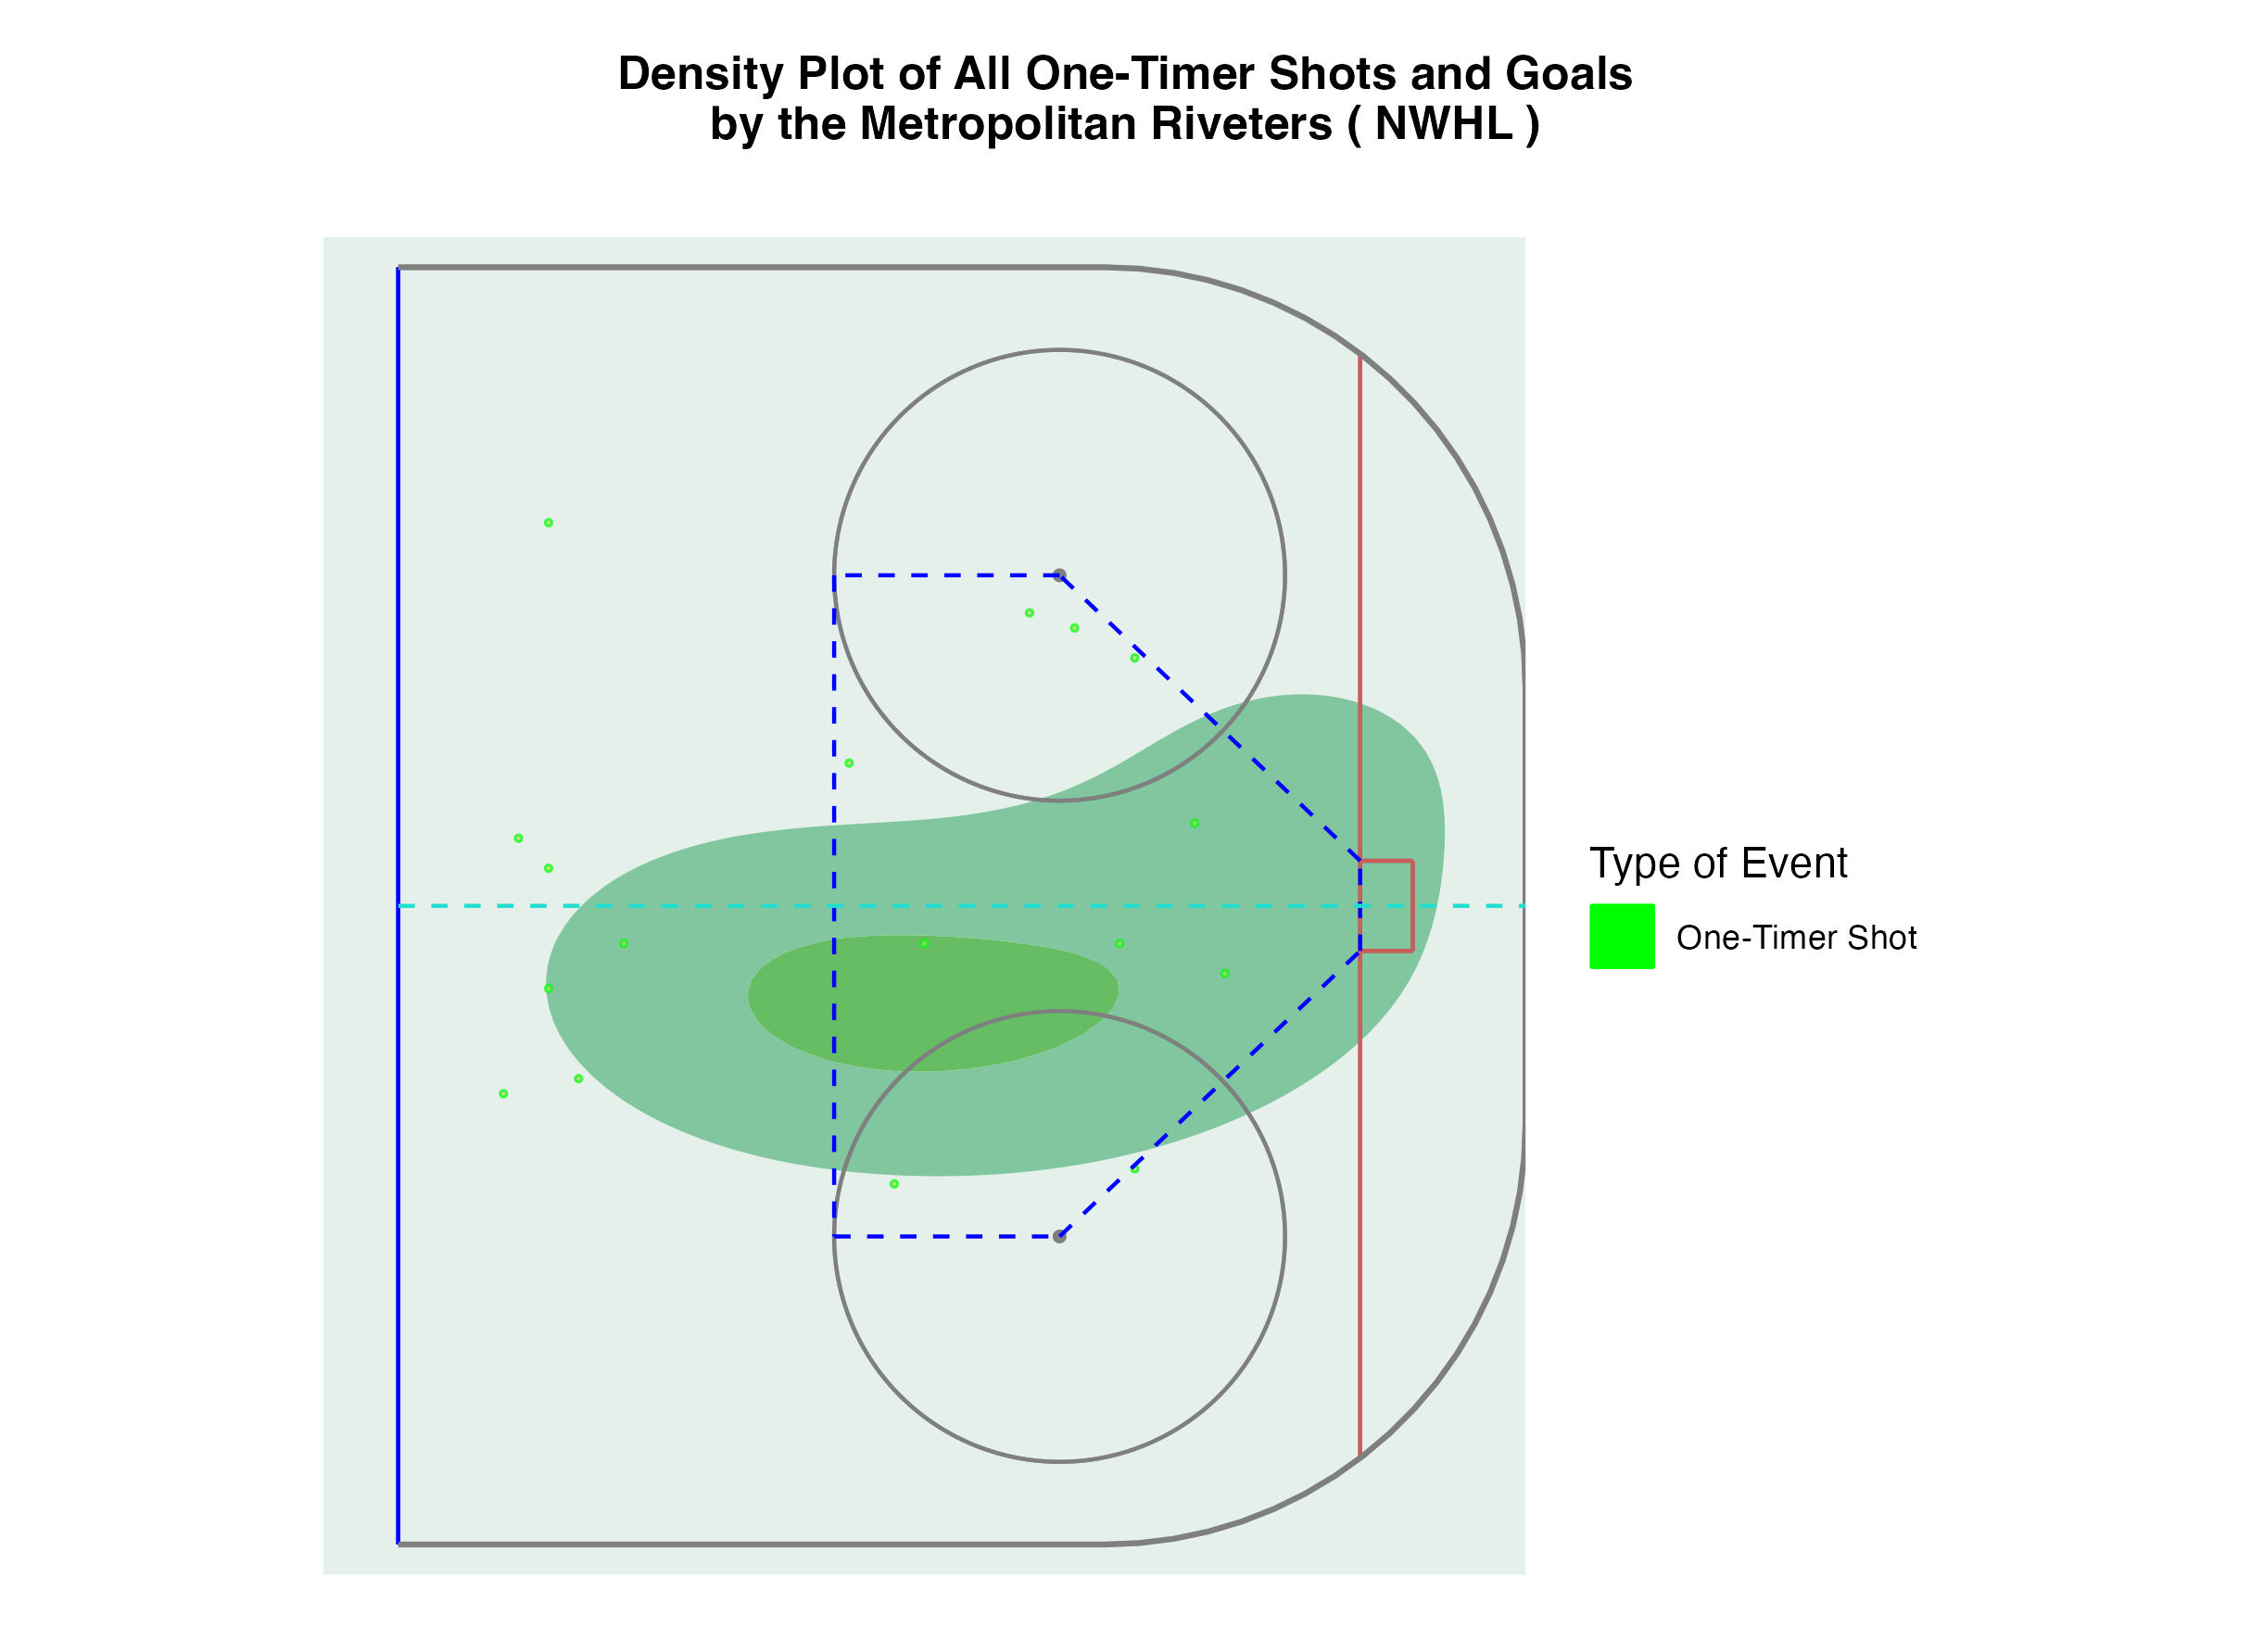 Density Plot of All One-Timer Shots and Goals
by the Metropolitan Riveters ( NWHL )
Type of Event
One-Timer Shot